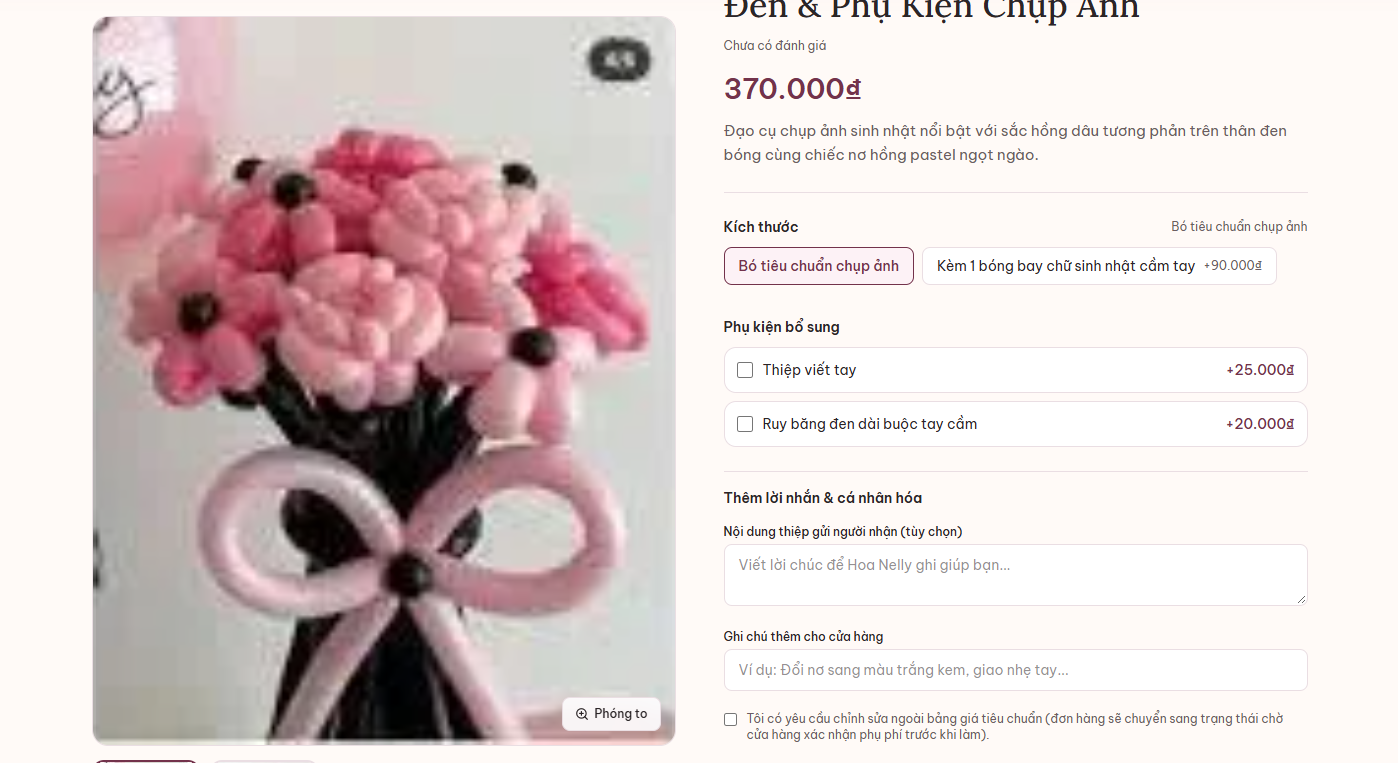 Đen & Phụ Kiện Chụp Ảnh
Chưa có đánh giá
370.000₫
Đạo cụ chụp ảnh sinh nhật nổi bật với sắc hồng dâu tương phản trên thân đen
bóng cùng chiếc nơ hồng pastel ngọt ngào.
Kích thước
Bó tiêu chuẩn chụp ảnh
Bó tiêu chuẩn chụp ảnh
Kèm 1 bóng bay chữ sinh nhật cầm tay +90.000₫
Phụ kiện bổ sung
Thiệp viết tay +25.000₫
Ruy băng đen dài buộc tay cầm +20.000₫
Thêm lời nhắn & cá nhân hóa
Nội dung thiệp gửi người nhận (tùy chọn)
Viết lời chúc để Hoa Nelly ghi giúp bạn...
Ghi chú thêm cho cửa hàng
Ví dụ: Đổi nơ sang màu trắng kem, giao nhẹ tay...
Tôi có yêu cầu chỉnh sửa ngoài bảng giá tiêu chuẩn (đơn hàng sẽ chuyển sang trạng thái chờ
cửa hàng xác nhận phụ phí trước khi làm).
y
Phóng to